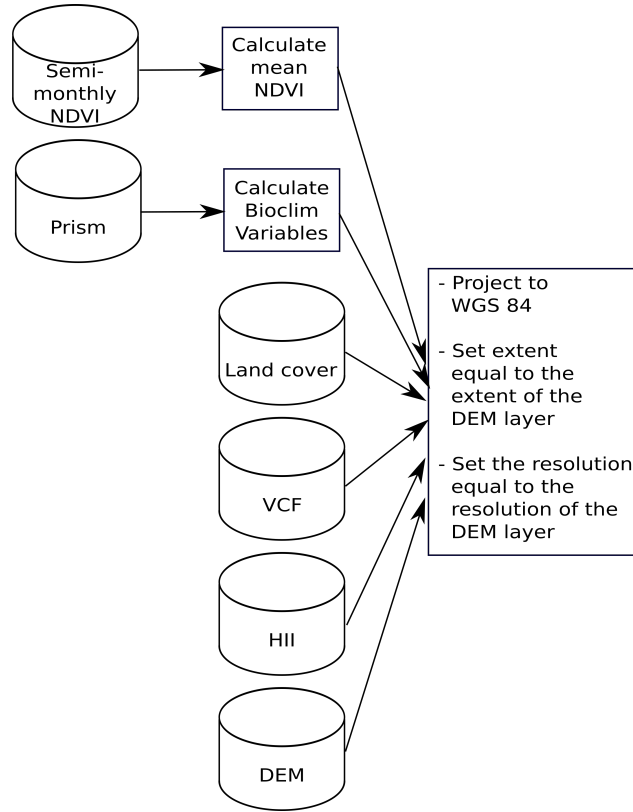 Semi-
monthly
NDVI
Calculate
mean
NDVI
Prism
Calculate
Bioclim
Variables
Land cover
VCF
HII
DEM
- Project to
WGS 84
- Set extent
equal to the
extent of the
DEM layer
- Set the resolution
equal to the
resolution of the
DEM layer